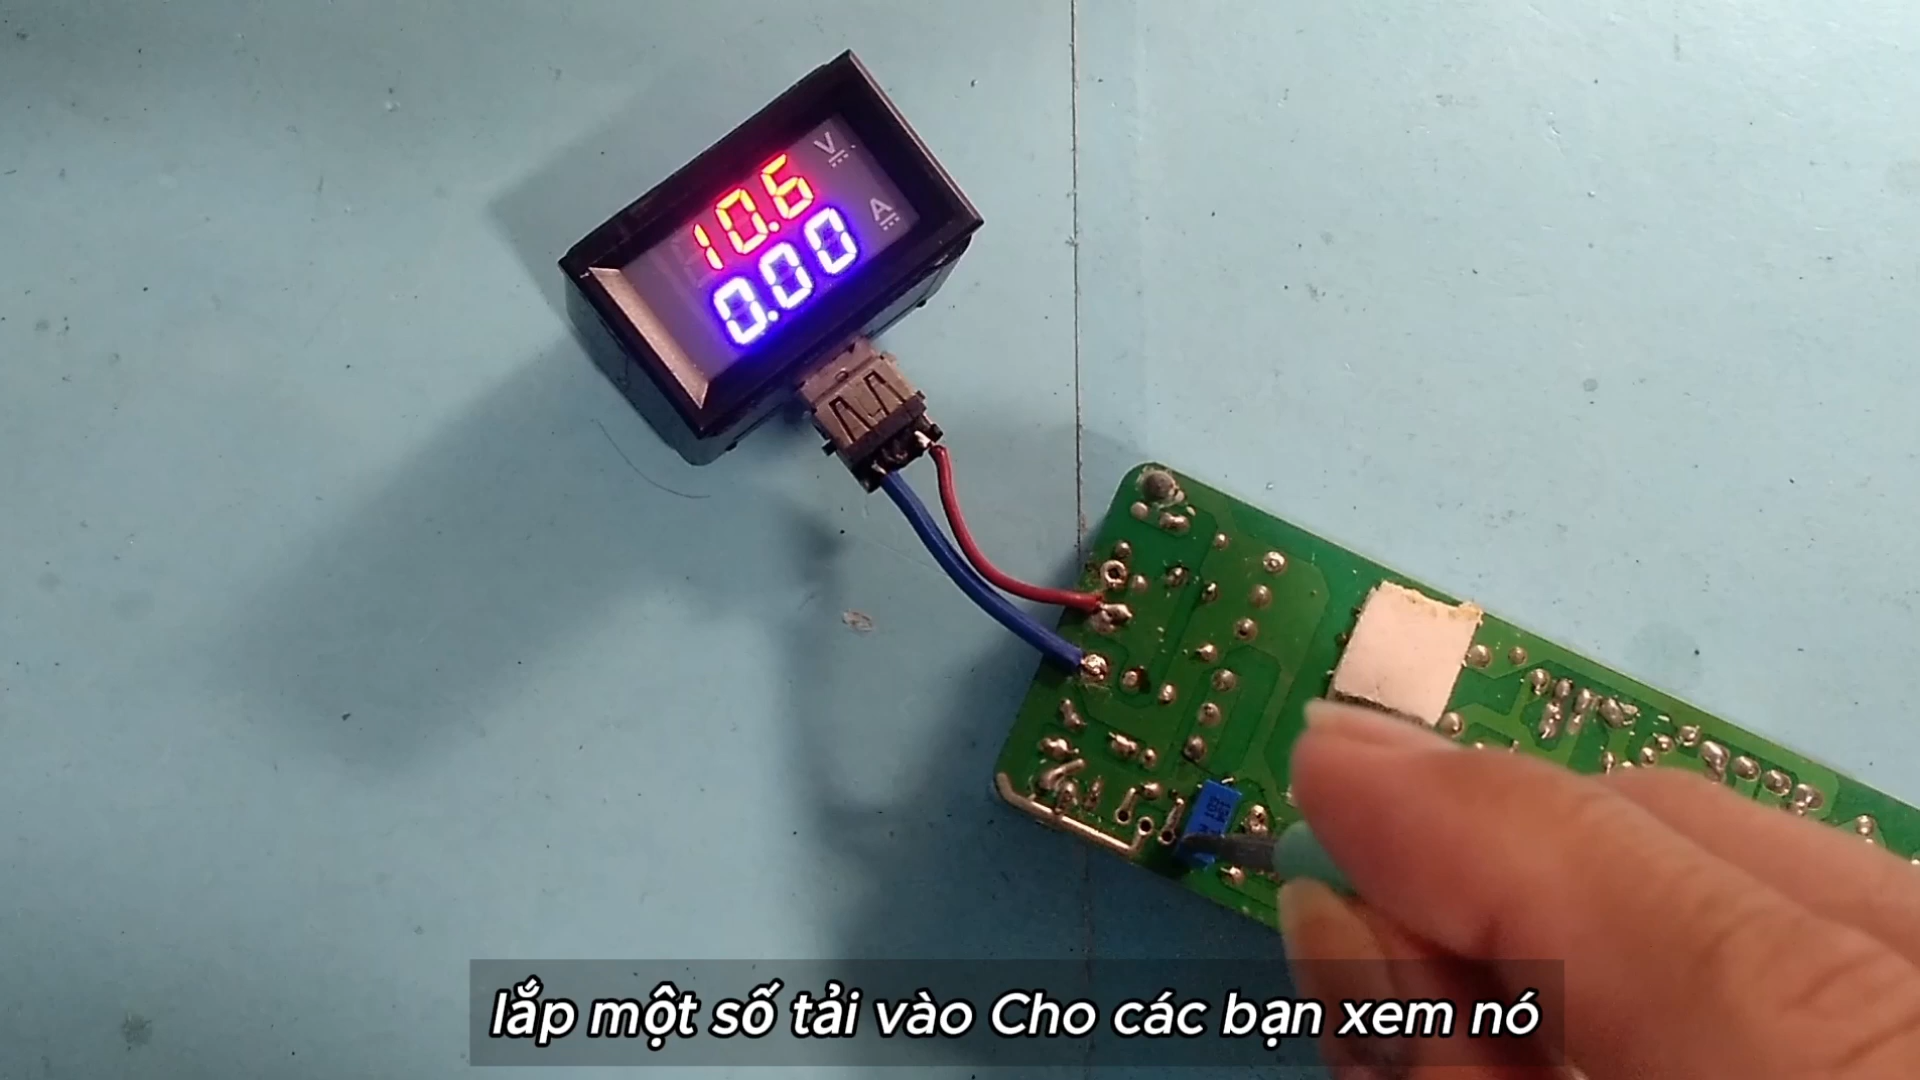 10.6 V
0.00 A
lắp một số tải vào Cho các bạn xem nó